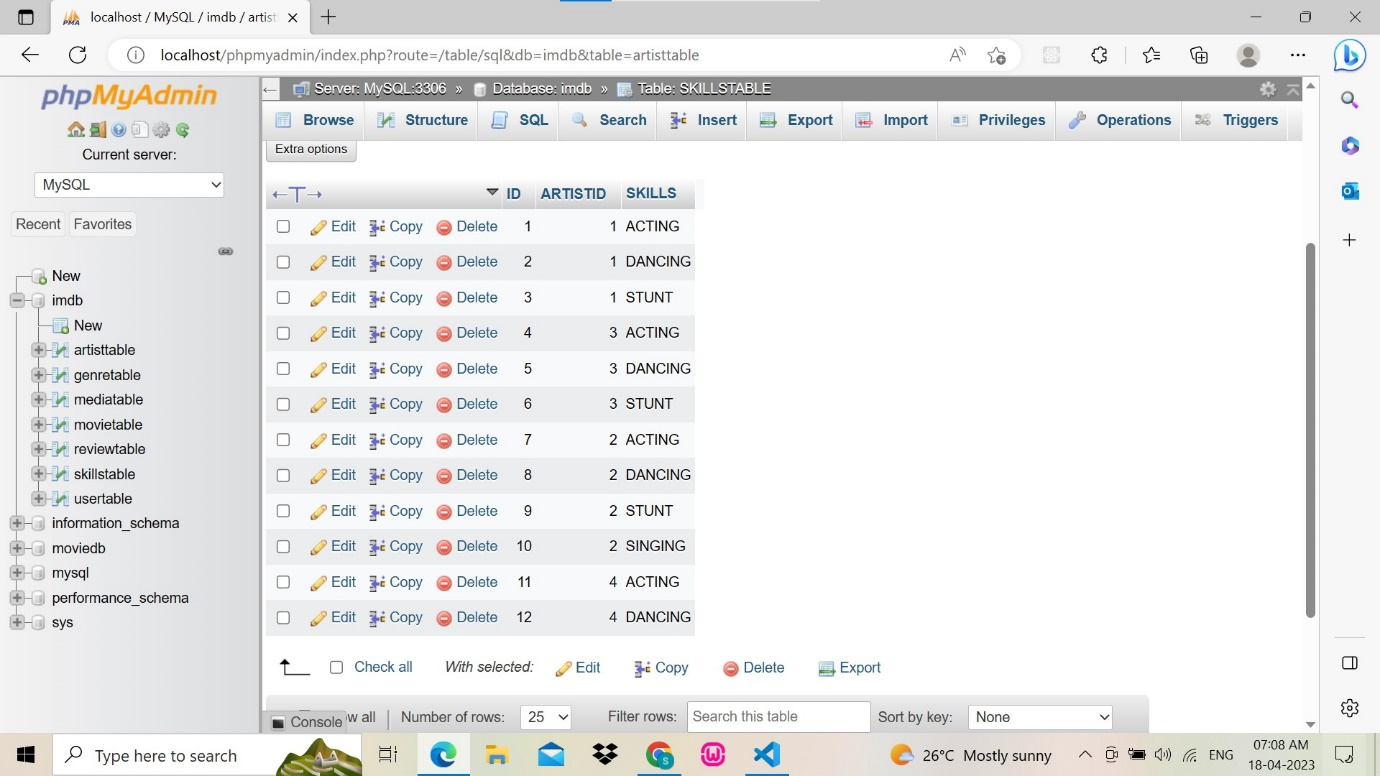 localhost / MySQL / imdb / artist
localhost/phpmyadmin/index.php?route=/table/sql&db=imdb&table=artisttable
phpMyAdmin
Current server:
MySQL
Recent Favorites
New
imdb
New
artisttable
genretable
mediatable
movietable
reviewtable
skillstable
usertable
information_schema
moviedb
mysql
performance_schema
sys
Server: MySQL:3306 » Database: imdb » Table: SKILLSTABLE
Browse Structure SQL Search Insert Export Import Privileges Operations Triggers
Extra options
←T→ ID ARTISTID SKILLS
Edit Copy Delete 1 1 ACTING
Edit Copy Delete 2 1 DANCING
Edit Copy Delete 3 1 STUNT
Edit Copy Delete 4 3 ACTING
Edit Copy Delete 5 3 DANCING
Edit Copy Delete 6 3 STUNT
Edit Copy Delete 7 2 ACTING
Edit Copy Delete 8 2 DANCING
Edit Copy Delete 9 2 STUNT
Edit Copy Delete 10 2 SINGING
Edit Copy Delete 11 4 ACTING
Edit Copy Delete 12 4 DANCING
Check all With selected: Edit Copy Delete Export
Console w all Number of rows: 25 Filter rows: Search this table Sort by key: None
Type here to search
26°C Mostly sunny
ENG
07:08 AM
18-04-2023